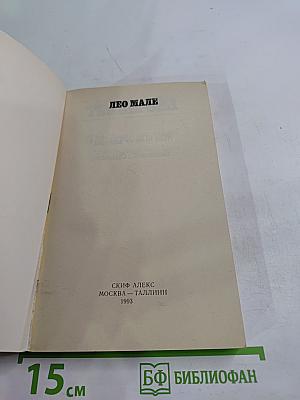 ЛЕО МАЛЕ
СКИФ АЛЕКС
МОСКВА — ТАЛЛИНН
1993
15 см
БФ БИБЛИОФАН